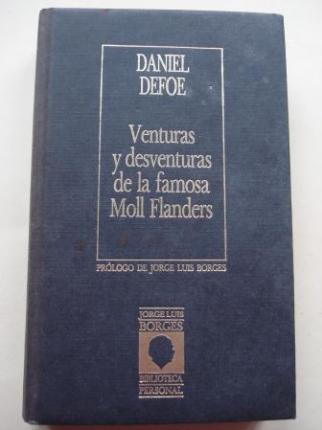 DANIEL
DEFOE
Venturas
y desventuras
de la famosa
Moll Flanders
PRÓLOGO DE JORGE LUIS BORGES
JORGE LUIS
BORGES
BIBLIOTECA
PERSONAL